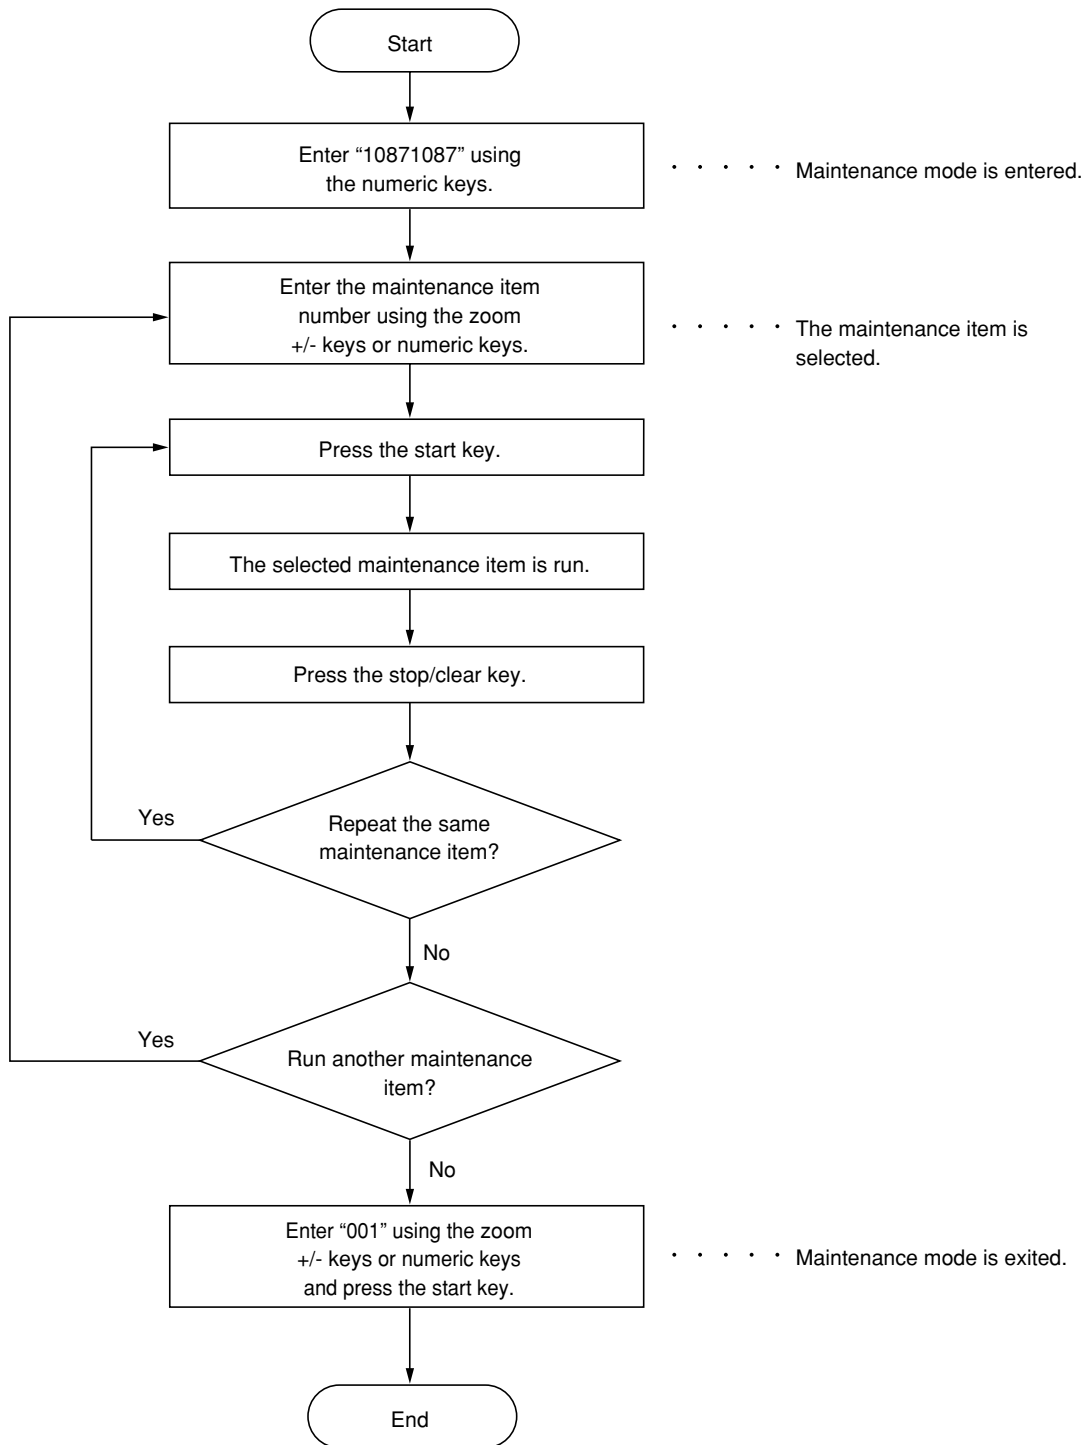 Start
Enter “10871087” using
the numeric keys.
Maintenance mode is entered.
Enter the maintenance item
number using the zoom
+/- keys or numeric keys.
The maintenance item is
selected.
Press the start key.
The selected maintenance item is run.
Press the stop/clear key.
Yes
Repeat the same
maintenance item?
No
Yes
Run another maintenance
item?
No
Enter “001” using the zoom
+/- keys or numeric keys
and press the start key.
Maintenance mode is exited.
End